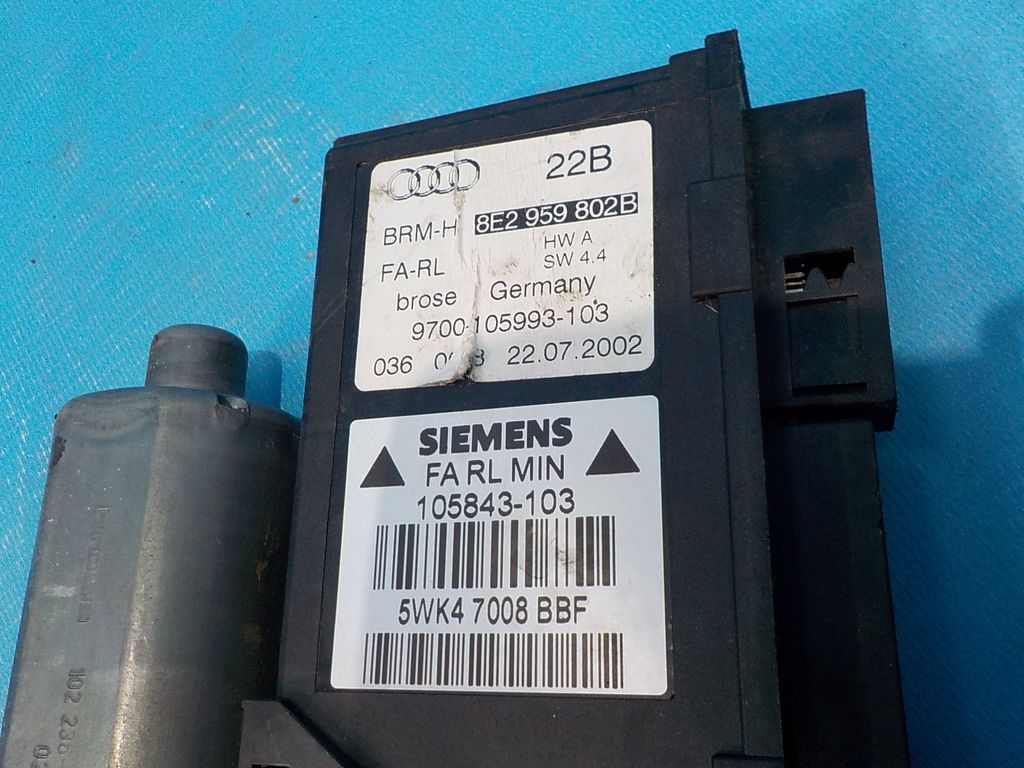 22B
BRM-H 8E2 959 802B
HW A
FA-RL SW 4.4
brose Germany
9700-105993-103
036 22.07.2002
SIEMENS
FA RL MIN
105843-103
5WK4 7008 BBF
102